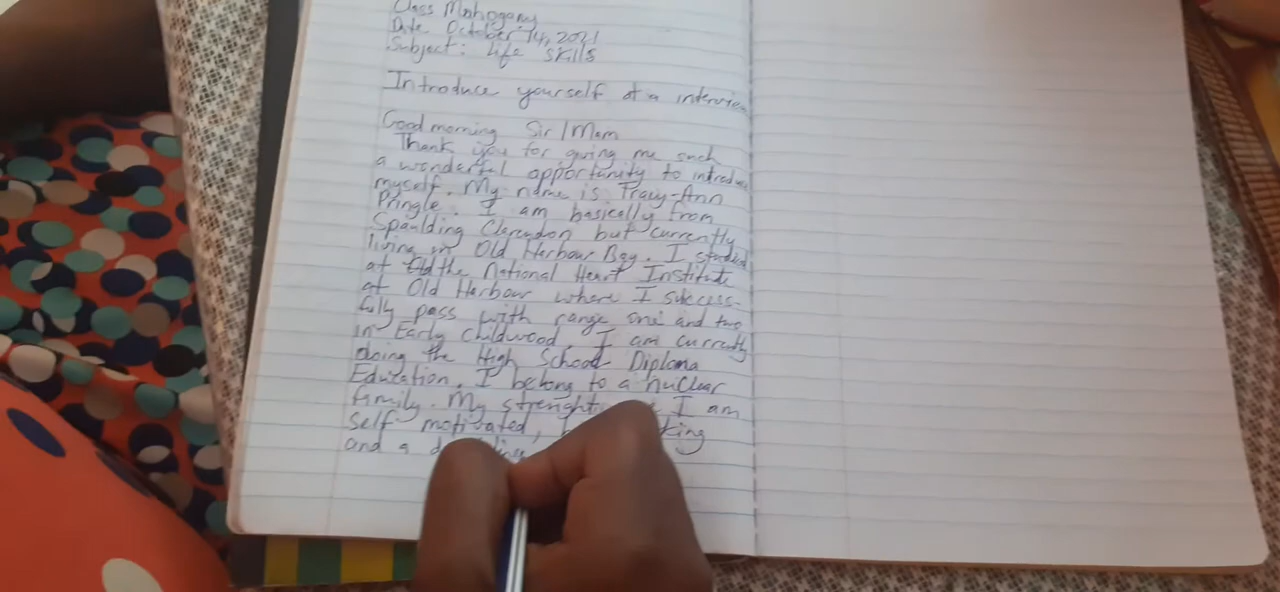 Class Mahogany
Date October 14, 2021
Subject: Life Skills
Introduce yourself at a interview
Good morning Sir/Mam
Thank you for giving me such
a wonderful opportunity to introduce
myself. My name is Tracy-Ann
Pringle. I am basically from
Spaulding Clarendon but currently
living in Old Harbour Bay. I studied
at the National Heart Institute
at Old Harbour where I success-
fully pass with range one and two
in Early Childwood. I am currently
doing the High School Diploma
Education. I belong to a nuclear
family. My strenght I am
self motivated,
and a